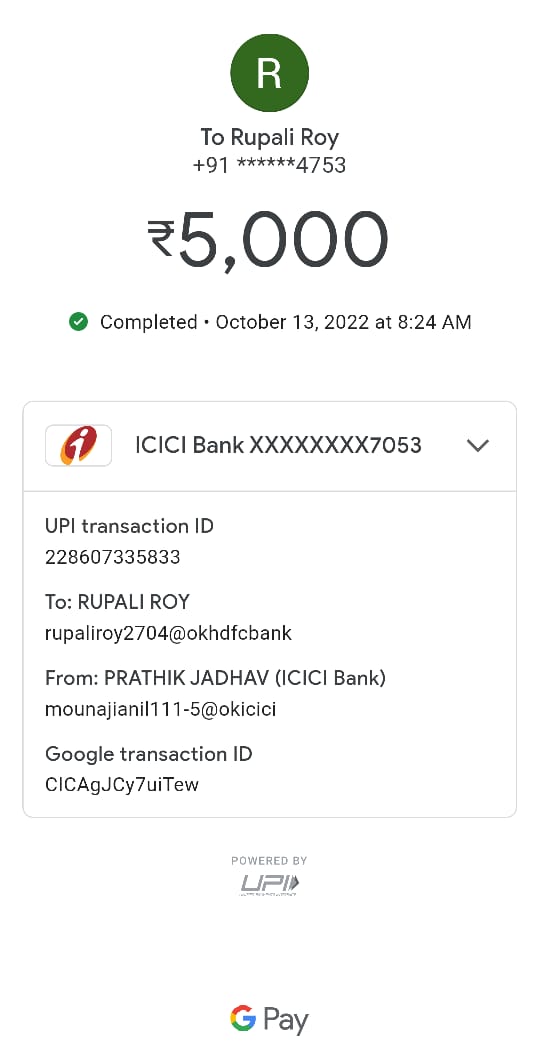 R
To Rupali Roy
+91 ******4753
₹5,000
Completed • October 13, 2022 at 8:24 AM
ICICI Bank XXXXXXXX7053
UPI transaction ID
228607335833
To: RUPALI ROY
rupaliroy2704@okhdfcbank
From: PRATHIK JADHAV (ICICI Bank)
mounajianil111-5@okicici
Google transaction ID
CICAgJCy7uiTew
POWERED BY
UPI
G Pay